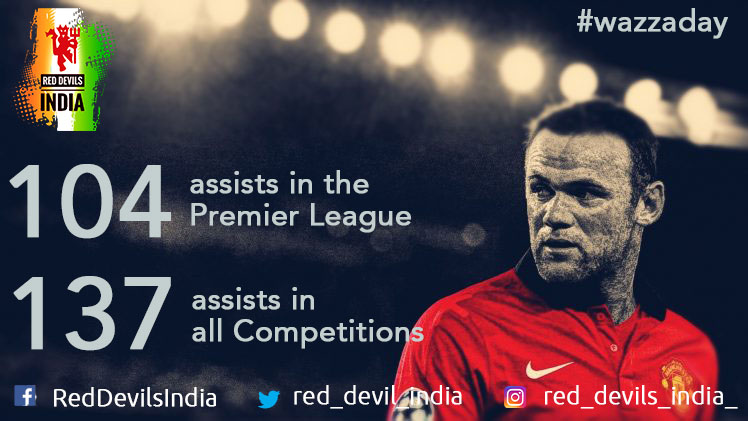 #wazzaday
RED DEVILS
INDIA
104
assists in the
Premier League
137
assists in
all Competitions
RedDevilsIndia
red_devil_india
red_devils_india_